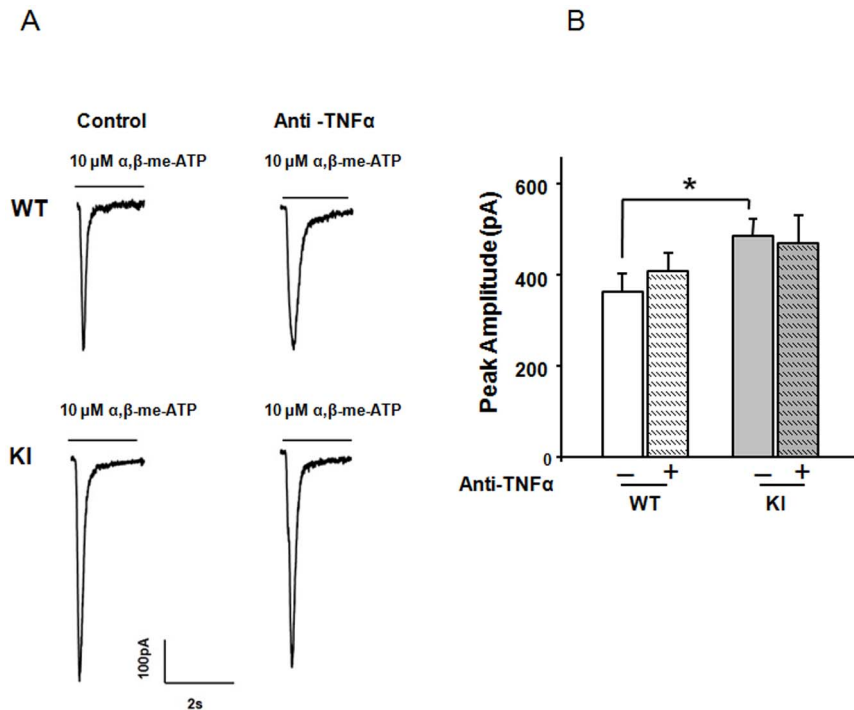 A
B
Control
Anti -TNFα
10 µM α,β-me-ATP
10 µM α,β-me-ATP
WT
10 µM α,β-me-ATP
10 µM α,β-me-ATP
KI
100pA
2s
Peak Amplitude (pA)
600
400
200
0
*
Anti-TNFα
– + – +
WT
KI